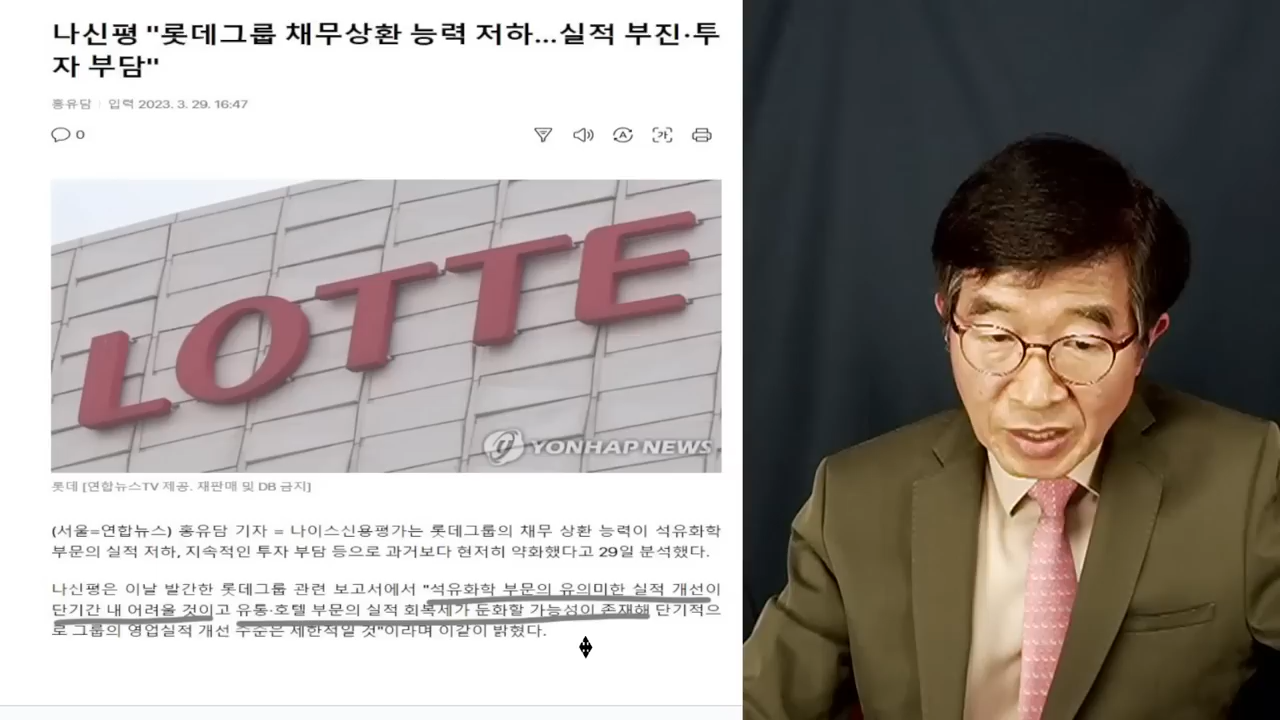 나신평 "롯데그룹 채무상환 능력 저하...실적 부진·투
자 부담"
홍유담 | 입력 2023. 3. 29. 16:47
0
LOTTE
YONHAP NEWS
롯데 [연합뉴스TV 제공. 재판매 및 DB 금지]
(서울=연합뉴스) 홍유담 기자 = 나이스신용평가는 롯데그룹의 채무 상환 능력이 석유화학
부문의 실적 저하, 지속적인 투자 부담 등으로 과거보다 현저히 약화했다고 29일 분석했다.
나신평은 이날 발간한 롯데그룹 관련 보고서에서 "석유화학 부문의 유의미한 실적 개선이
단기간 내 어려울 것이고 유통·호텔 부문의 실적 회복세가 둔화할 가능성이 존재해 단기적으
로 그룹의 영업실적 개선 수준은 제한적일 것"이라며 이같이 밝혔다.